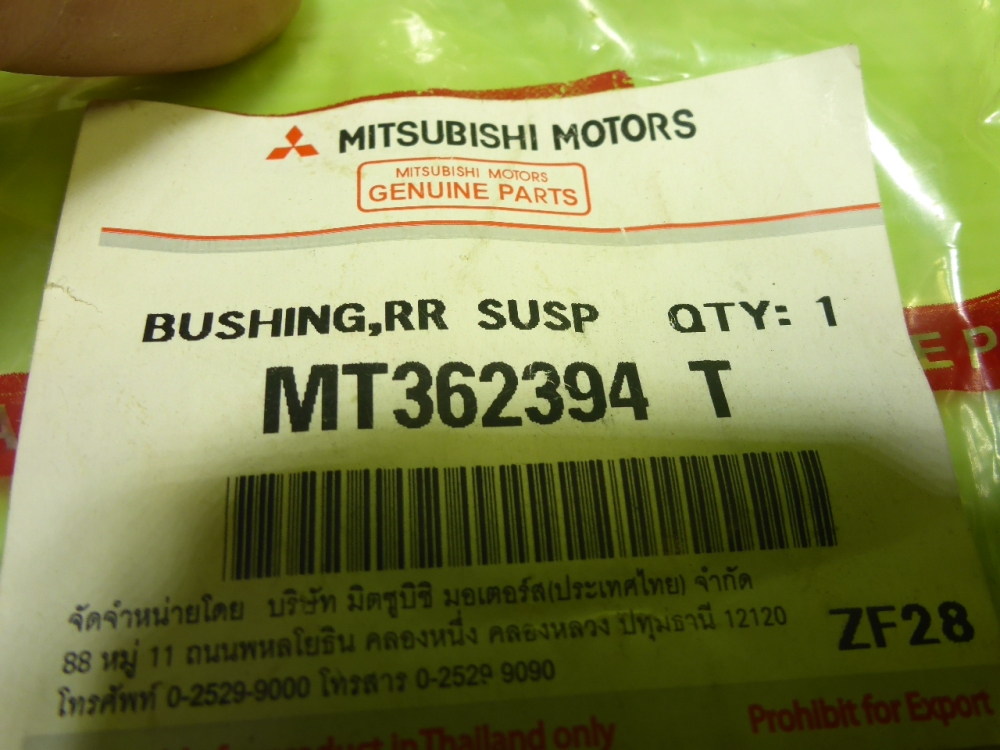 MITSUBISHI MOTORS
MITSUBISHI MOTORS
GENUINE PARTS
BUSHING,RR SUSP QTY: 1
MT362394 T
จัดจำหน่ายโดย บริษัท มิตซูบิชิ มอเตอร์ส(ประเทศไทย) จำกัด
88 หมู่ 11 ถนนพหลโยธิน คลองหนึ่ง คลองหลวง ปทุมธานี 12120
โทรศัพท์ 0-2529-9000 โทรสาร 0-2529 9090
ZF28
product in Thailand only
Prohibit for Export